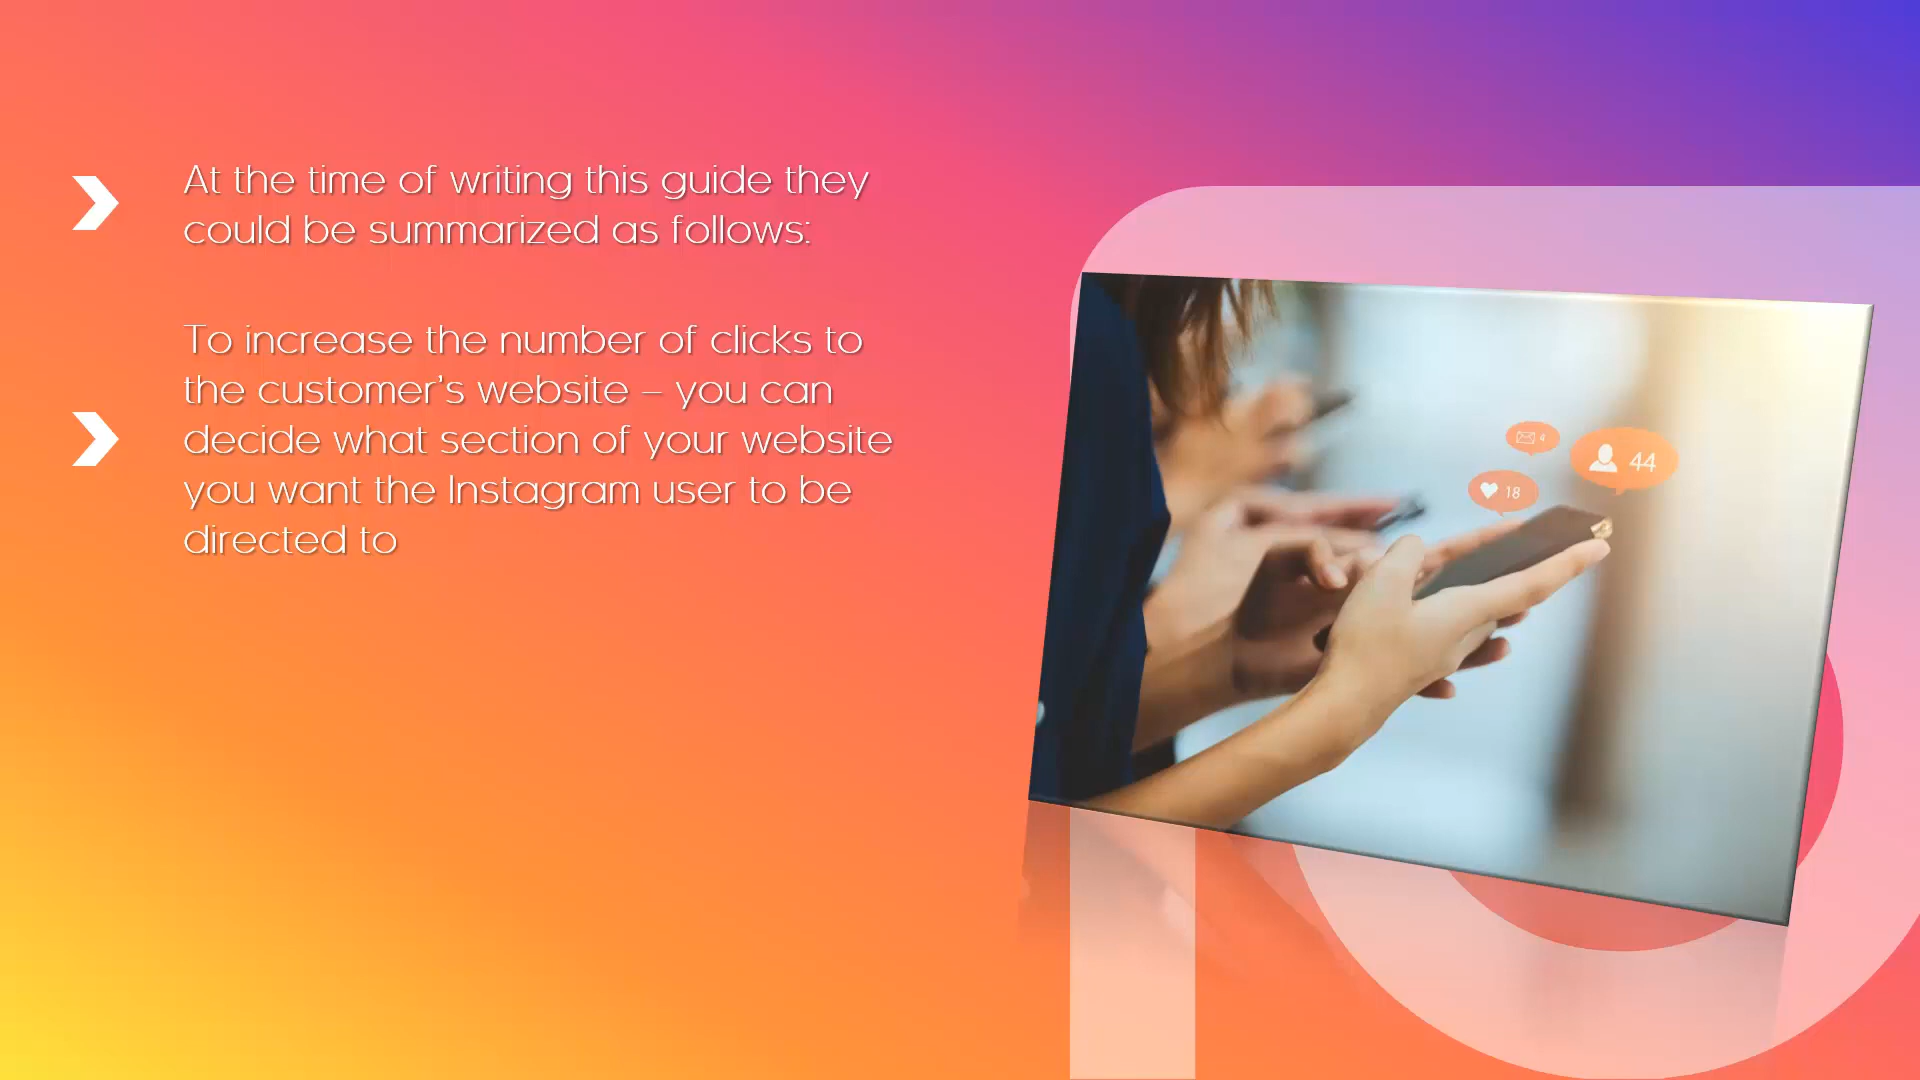 At the time of writing this guide they
could be summarized as follows:
To increase the number of clicks to
the customer's website – you can
decide what section of your website
you want the Instagram user to be
directed to
4
44
18